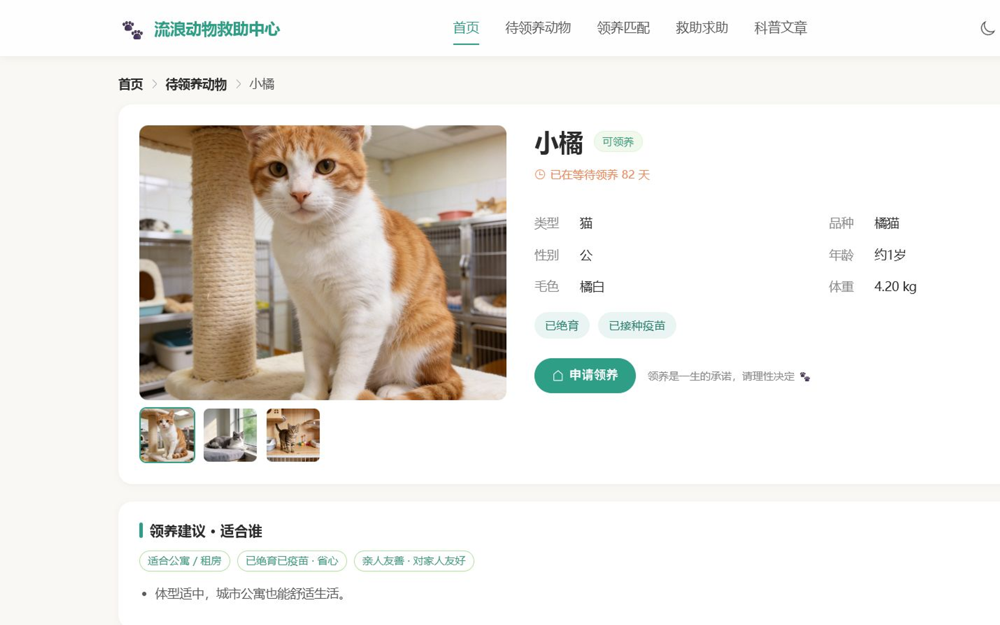 流浪动物救助中心
首页 待领养动物 领养匹配 救助求助 科普文章
首页 > 待领养动物 > 小橘
小橘 可领养
已在等待领养 82 天
类型 猫 品种 橘猫
性别 公 年龄 约1岁
毛色 橘白 体重 4.20 kg
已绝育 已接种疫苗
申请领养 领养是一生的承诺，请理性决定
领养建议 · 适合谁
适合公寓 / 租房 已绝育已疫苗 · 省心 亲人友善 · 对家人友好
• 体型适中，城市公寓也能舒适生活。